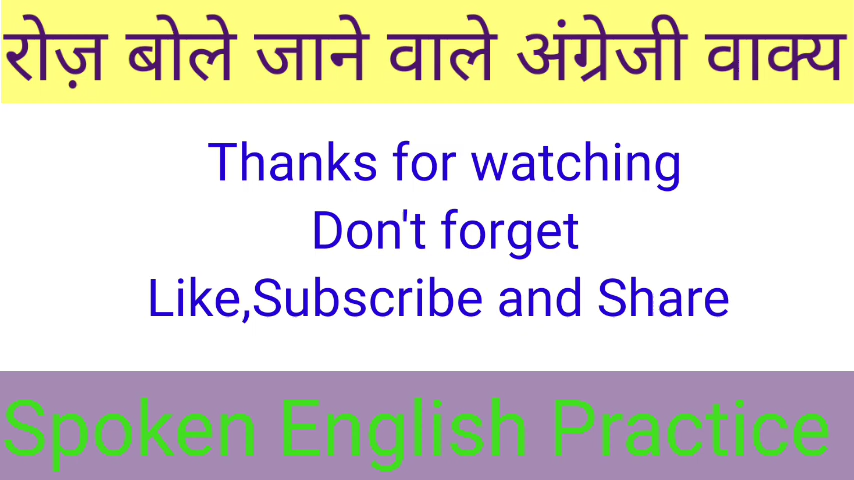 रोज़ बोले जाने वाले अंग्रेजी वाक्य
Thanks for watching
Don't forget
Like,Subscribe and Share
Spoken English Practice